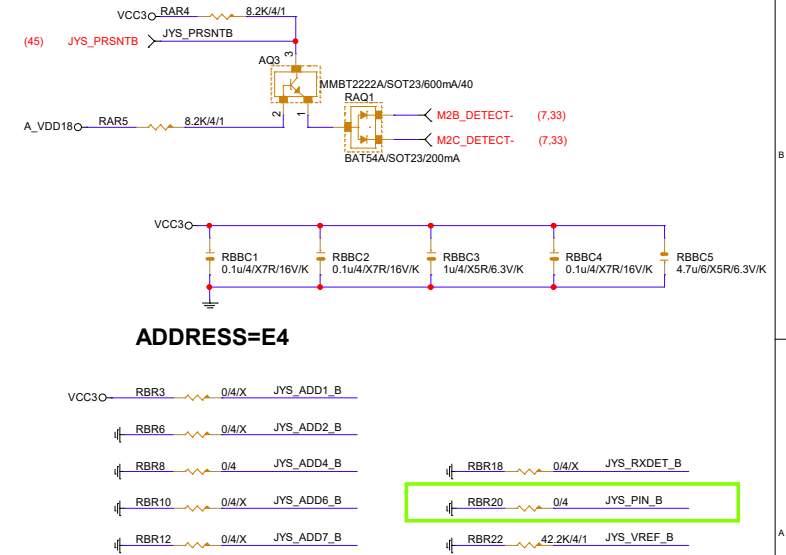 VCC3 RAR4 8.2K/4/1
(45) JYS_PRSNTB JYS_PRSNTB
3
AQ3
MMBT2222A/SOT23/600mA/40
RAQ1
2 1
M2B_DETECT- (7,33)
A_VDD18 RAR5 8.2K/4/1
M2C_DETECT- (7,33)
BAT54A/SOT23/200mA
B
VCC3
RBBC1 RBBC2 RBBC3 RBBC4 RBBC5
0.1u/4/X7R/16V/K 0.1u/4/X7R/16V/K 1u/4/X5R/6.3V/K 0.1u/4/X7R/16V/K 4.7u/6/X5R/6.3V/K
ADDRESS=E4
VCC3 RBR3 0/4/X JYS_ADD1_B
RBR6 0/4/X JYS_ADD2_B
RBR8 0/4 JYS_ADD4_B
RBR18 0/4/X JYS_RXDET_B
RBR10 0/4/X JYS_ADD6_B
RBR20 0/4 JYS_PIN_B
RBR12 0/4/X JYS_ADD7_B
RBR22 42.2K/4/1 JYS_VREF_B
A